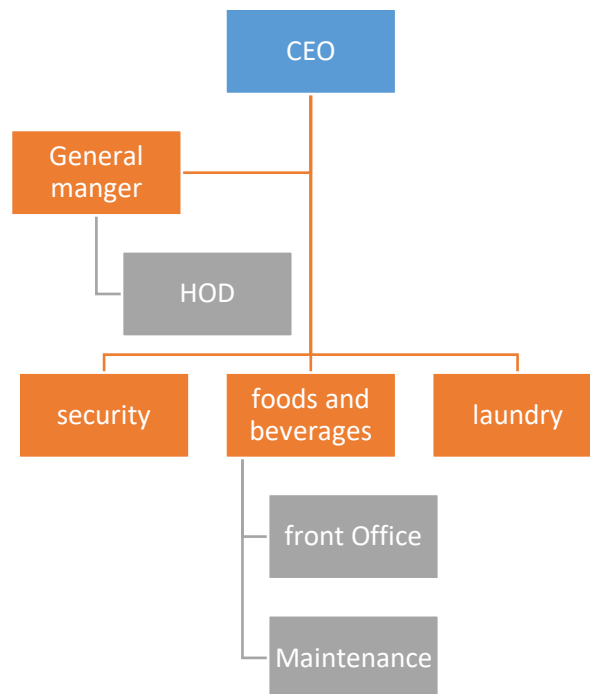 CEO
General
manger
HOD
security
foods and
beverages
laundry
front Office
Maintenance